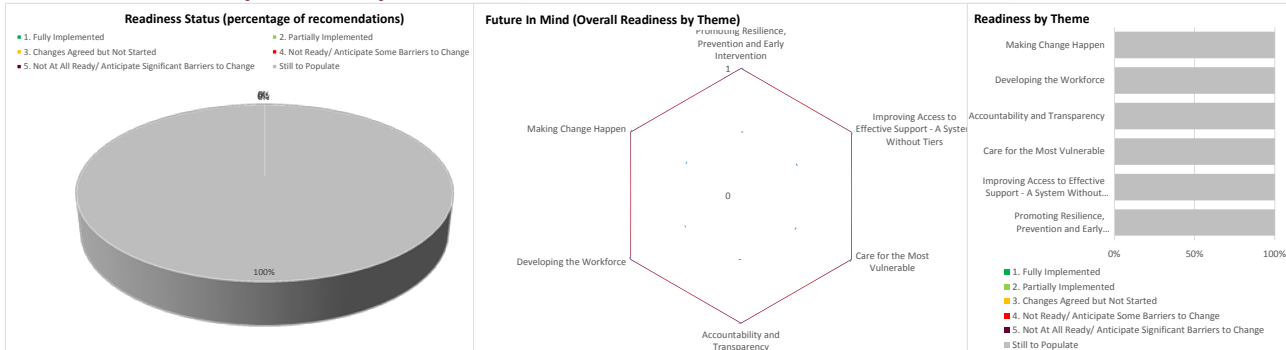 Readiness Status (percentage of recomendations)
1. Fully Implemented
2. Partially Implemented
3. Changes Agreed but Not Started
4. Not Ready/ Anticipate Some Barriers to Change
5. Not At All Ready/ Anticipate Significant Barriers to Change
Still to Populate
0%
100%
Future In Mind (Overall Readiness by Theme)
Promoting Resilience,
Prevention and Early
Intervention
1
Improving Access to
Effective Support - A System
Without Tiers
Making Change Happen
0
Developing the Workforce
Care for the Most
Vulnerable
Accountability and
Transparency
Readiness by Theme
Making Change Happen
Developing the Workforce
Accountability and Transparency
Care for the Most Vulnerable
Improving Access to Effective
Support - A System Without...
Promoting Resilience,
Prevention and Early...
0% 50% 100%
1. Fully Implemented
2. Partially Implemented
3. Changes Agreed but Not Started
4. Not Ready/ Anticipate Some Barriers to Change
5. Not At All Ready/ Anticipate Significant Barriers to Change
Still to Populate